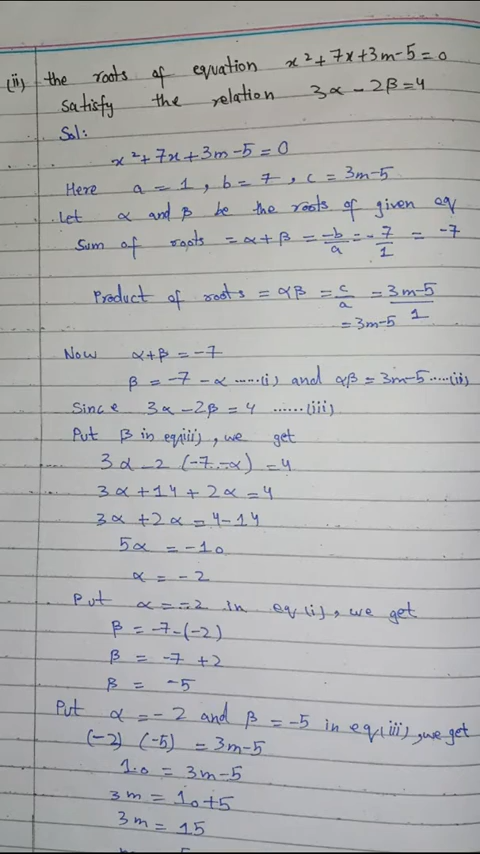 (ii) the roots of equation x² + 7x + 3m - 5 = 0
satisfy the relation 3α - 2β = 4
Sol:
x² + 7x + 3m - 5 = 0
Here a = 1 , b = 7 , c = 3m - 5
Let α and β be the roots of given eq
Sum of roots = α + β = -b/a = -7/1 = -7
Product of roots = αβ = c/a = 3m-5/1
= 3m-5
Now α+β = -7
β = -7 - α ......(i) and αβ = 3m-5 ....(ii)
Since 3α - 2β = 4 ......(iii)
Put β in eq(iii), we get
3α - 2(-7 - α) = 4
3α + 14 + 2α = 4
3α + 2α = 4 - 14
5α = -10
α = -2
Put α = -2 in eq(i), we get
β = -7-(-2)
β = -7 + 2
β = -5
Put α = -2 and β = -5 in eq(ii), we get
(-2) (-5) = 3m-5
10 = 3m-5
3m = 10+5
3m = 15